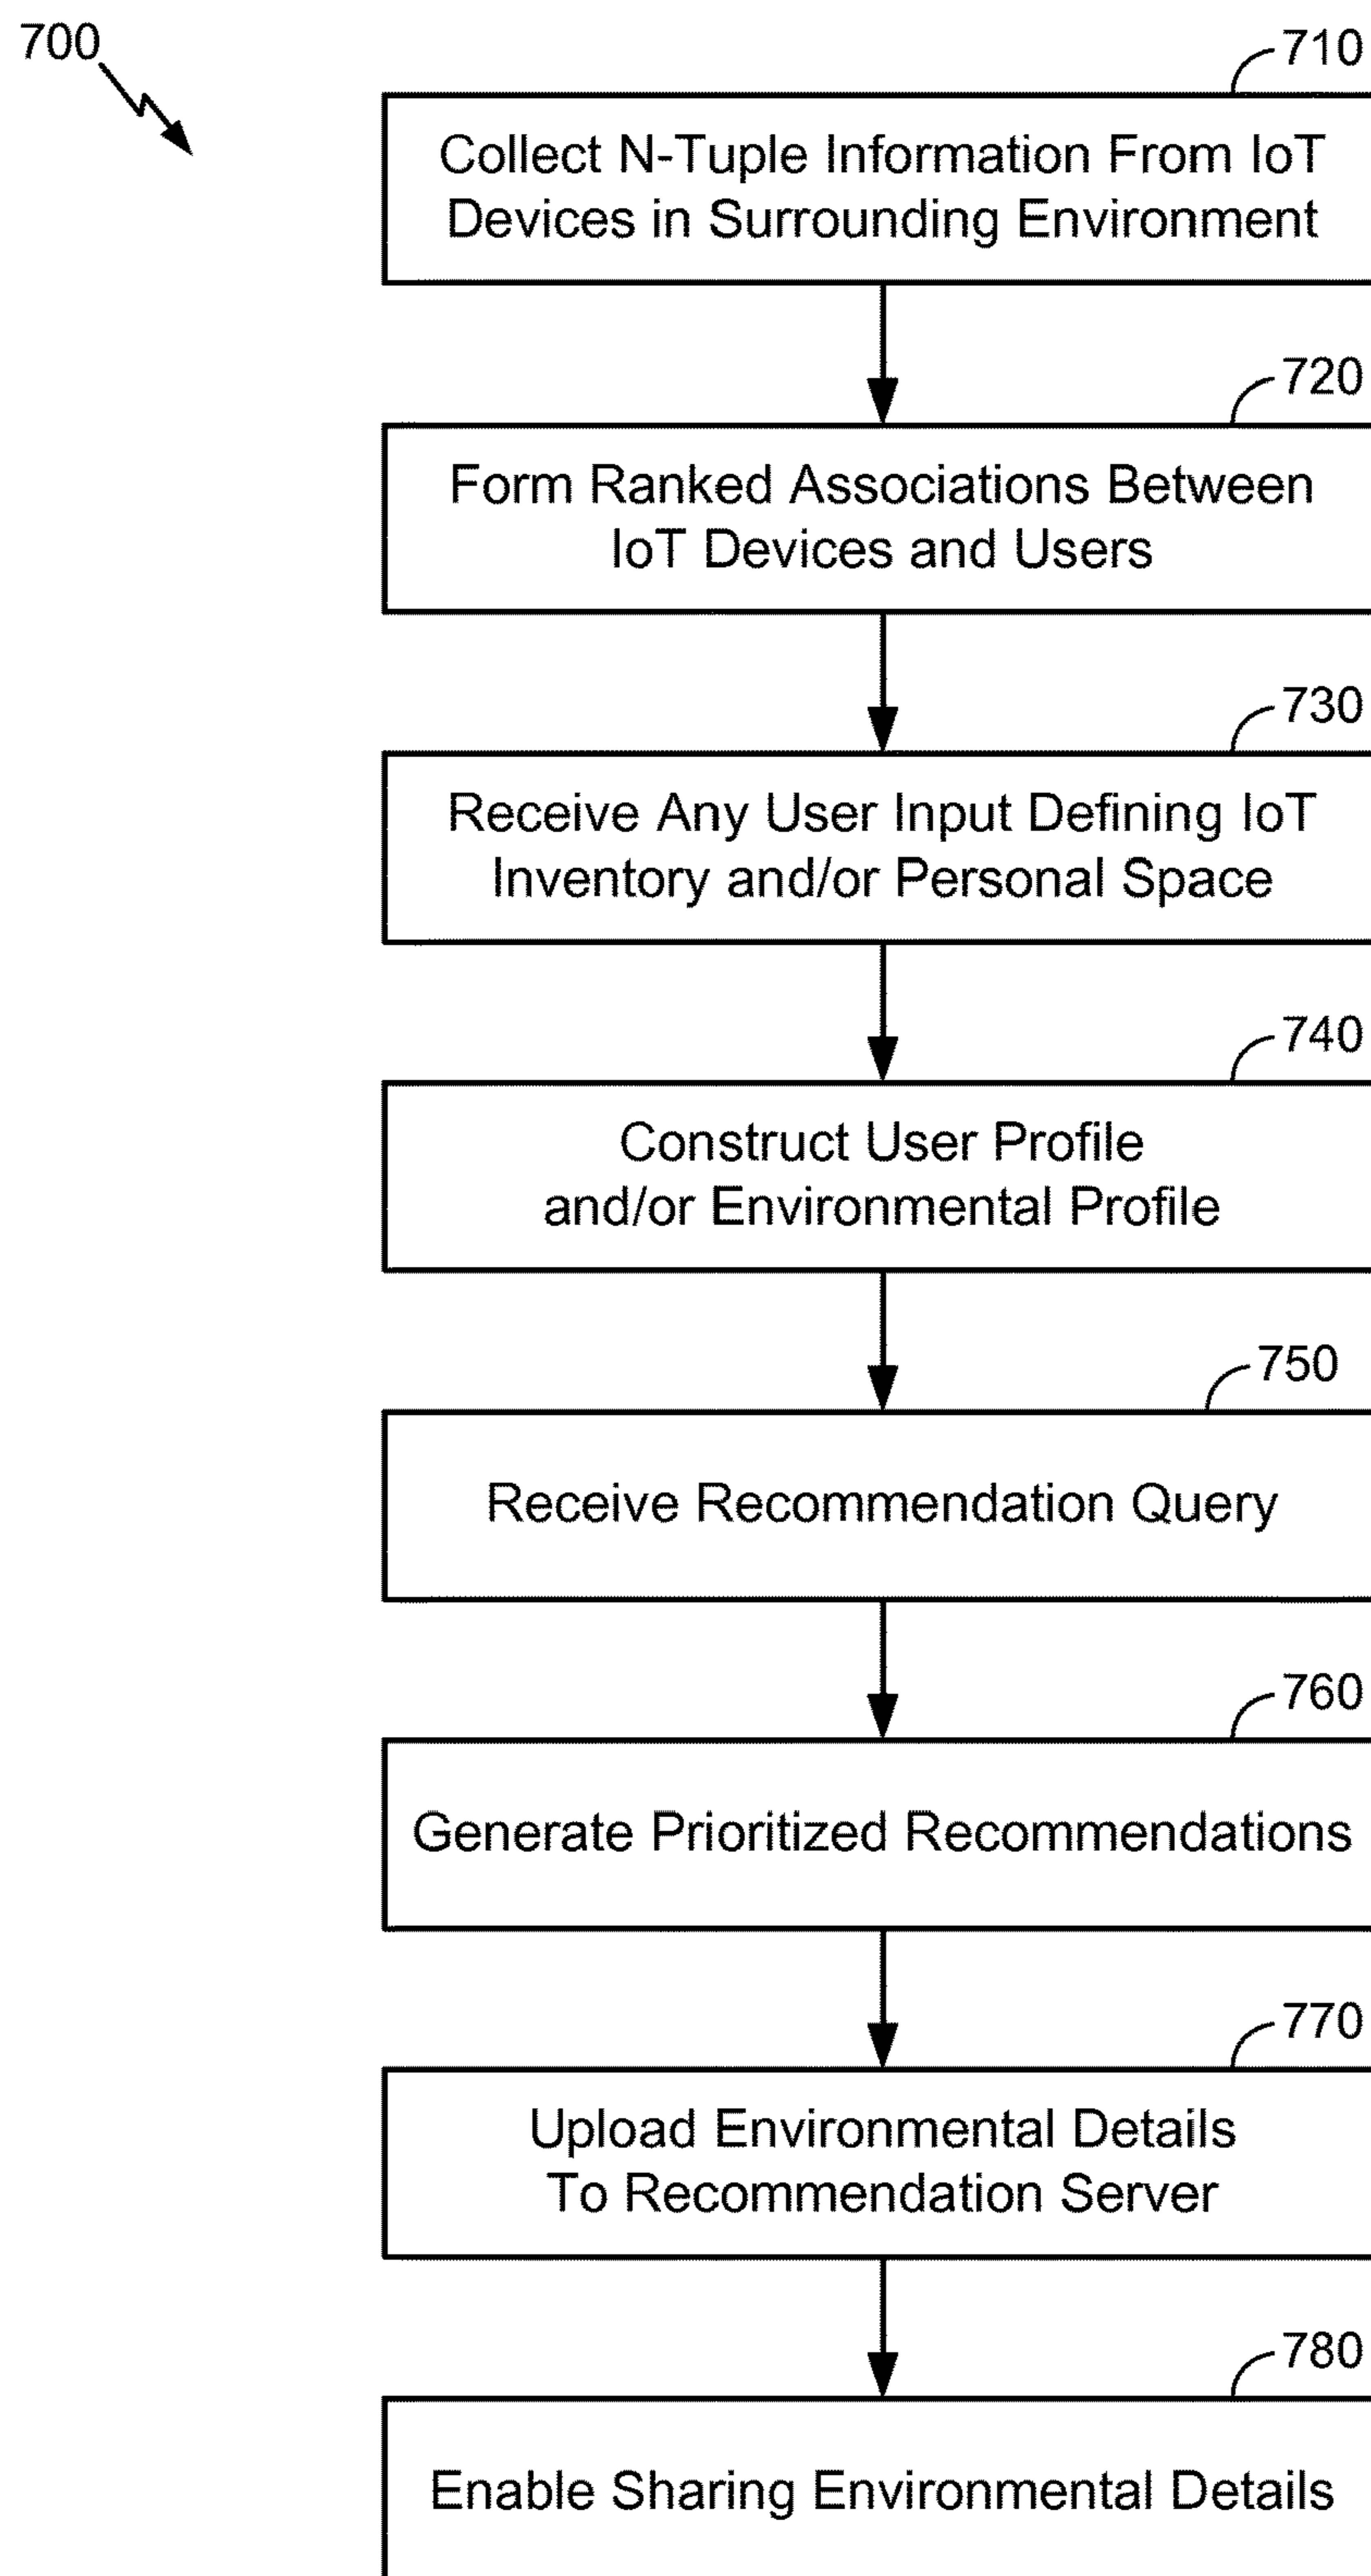 700
710
Collect N-Tuple Information From IoT
Devices in Surrounding Environment
720
Form Ranked Associations Between
IoT Devices and Users
730
Receive Any User Input Defining IoT
Inventory and/or Personal Space
740
Construct User Profile
and/or Environmental Profile
750
Receive Recommendation Query
760
Generate Prioritized Recommendations
770
Upload Environmental Details
To Recommendation Server
780
Enable Sharing Environmental Details